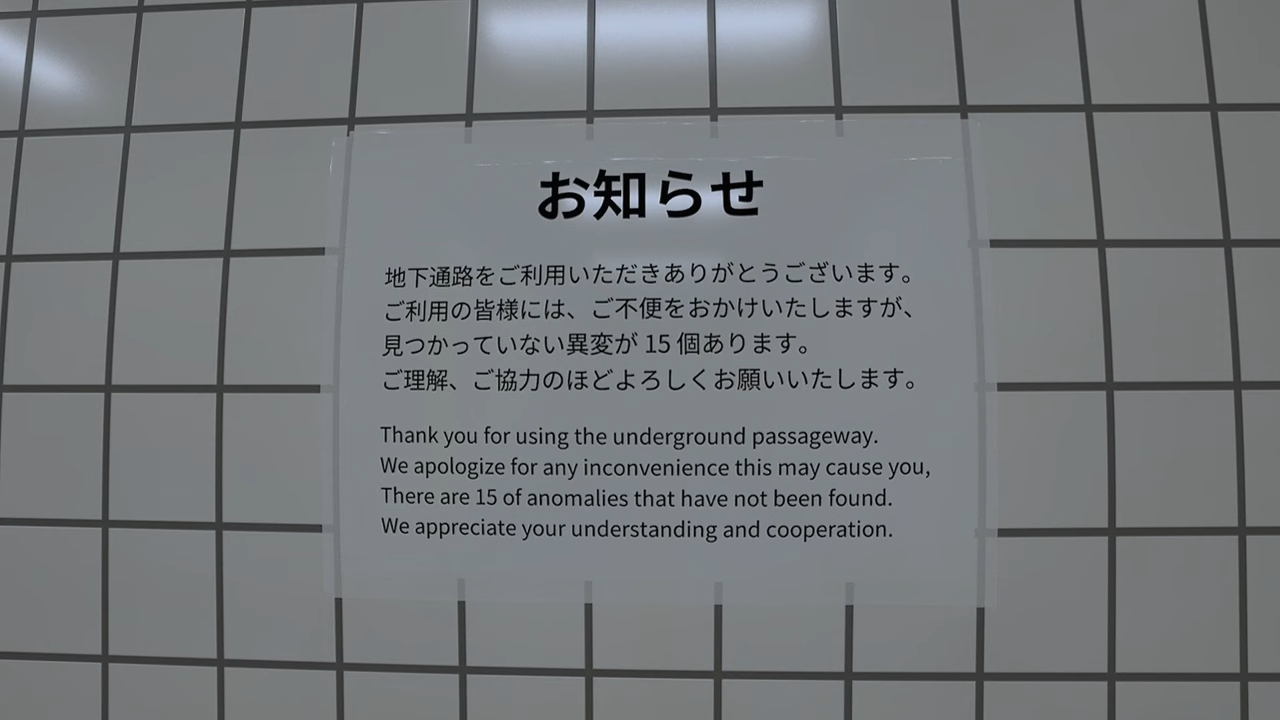 お知らせ
地下通路をご利用いただきありがとうございます。
ご利用の皆様には、ご不便をおかけいたしますが、
見つかっていない異変が 15 個あります。
ご理解、ご協力のほどよろしくお願いいたします。
Thank you for using the underground passageway.
We apologize for any inconvenience this may cause you,
There are 15 of anomalies that have not been found.
We appreciate your understanding and cooperation.